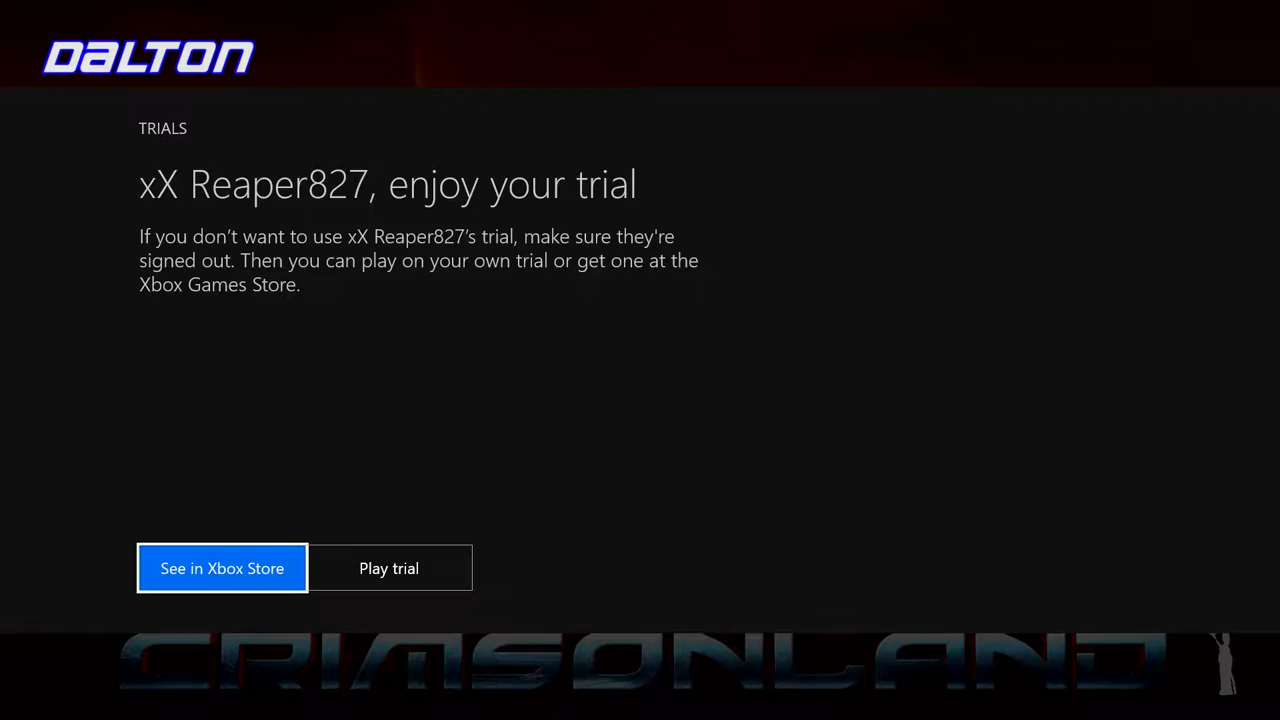 DALTON
TRIALS
xX Reaper827, enjoy your trial
If you don’t want to use xX Reaper827’s trial, make sure they're
signed out. Then you can play on your own trial or get one at the
Xbox Games Store.
See in Xbox Store
Play trial
CRIMSONLAND